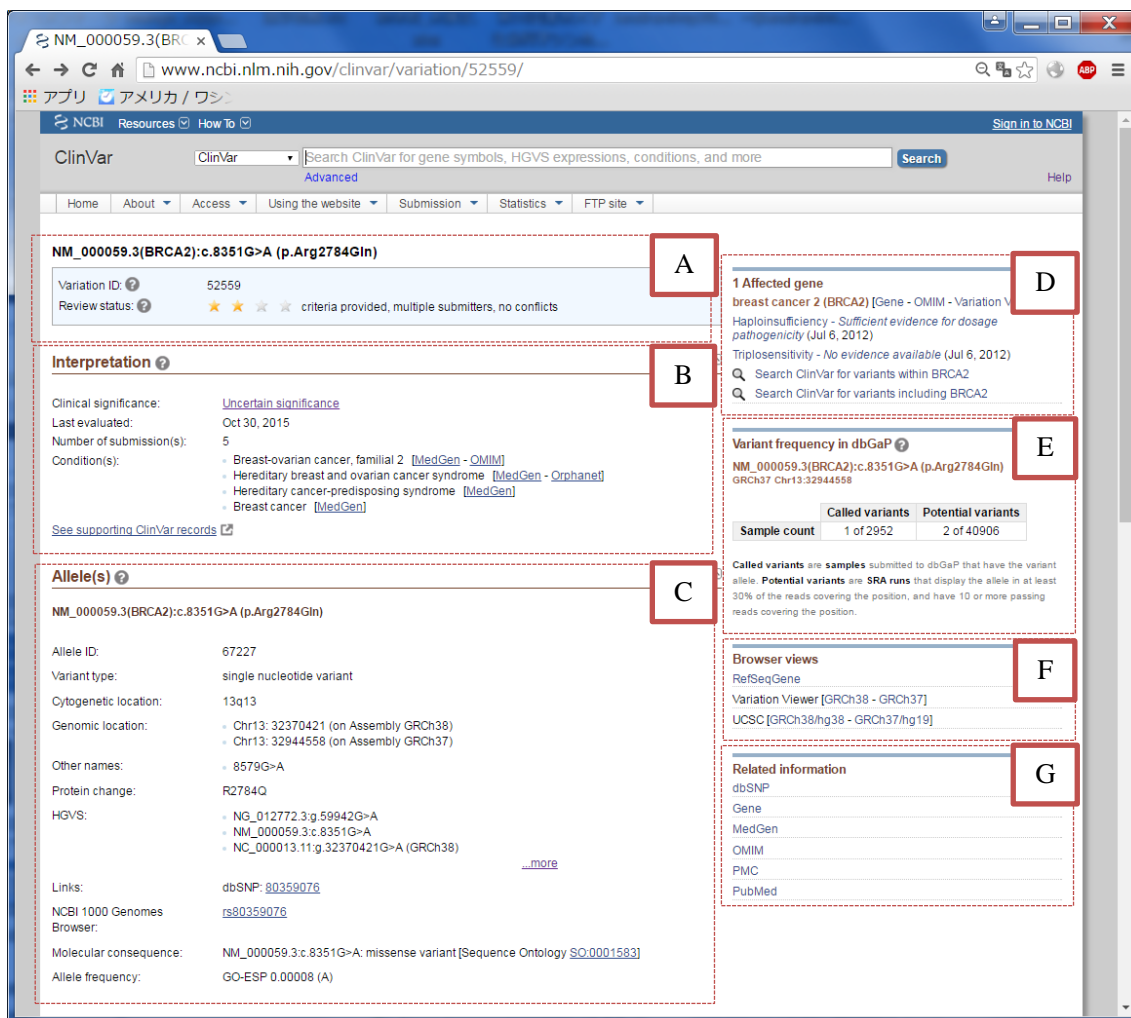 NM_000059.3(BRC
www.ncbi.nlm.nih.gov/clinvar/variation/52559/
ABP
アプリ アメリカ / ワシ
NCBI Resources How To Sign in to NCBI
ClinVar ClinVar Search ClinVar for gene symbols, HGVS expressions, conditions, and more Search
Advanced Help
Home About Access Using the website Submission Statistics FTP site
NM_000059.3(BRCA2):c.8351G>A (p.Arg2784Gln)
A
Variation ID: 52559
Review status: criteria provided, multiple submitters, no conflicts
Interpretation
B
Clinical significance: Uncertain significance
Last evaluated: Oct 30, 2015
Number of submission(s): 5
Condition(s): Breast-ovarian cancer, familial 2 [MedGen - OMIM]
Hereditary breast and ovarian cancer syndrome [MedGen - Orphanet]
Hereditary cancer-predisposing syndrome [MedGen]
Breast cancer [MedGen]
See supporting ClinVar records
Allele(s)
C
NM_000059.3(BRCA2):c.8351G>A (p.Arg2784Gln)
Allele ID: 67227
Variant type: single nucleotide variant
Cytogenetic location: 13q13
Genomic location: Chr13: 32370421 (on Assembly GRCh38)
Chr13: 32944558 (on Assembly GRCh37)
Other names: 8579G>A
Protein change: R2784Q
HGVS: NG_012772.3:g.59942G>A
NM_000059.3:c.8351G>A
NC_000013.11:g.32370421G>A (GRCh38)
...more
Links: dbSNP: 80359076
NCBI 1000 Genomes rs80359076
Browser:
Molecular consequence: NM_000059.3:c.8351G>A: missense variant [Sequence Ontology SO:0001583]
Allele frequency: GO-ESP 0.00008 (A)
1 Affected gene
D
breast cancer 2 (BRCA2) [Gene - OMIM - Variation V
Haploinsufficiency - Sufficient evidence for dosage
pathogenicity (Jul 6, 2012)
Triplosensitivity - No evidence available (Jul 6, 2012)
Search ClinVar for variants within BRCA2
Search ClinVar for variants including BRCA2
Variant frequency in dbGaP
E
NM_000059.3(BRCA2):c.8351G>A (p.Arg2784Gln)
GRCh37 Chr13:32944558
Called variants Potential variants
Sample count 1 of 2952 2 of 40906
Called variants are samples submitted to dbGaP that have the variant
allele. Potential variants are SRA runs that display the allele in at least
30% of the reads covering the position, and have 10 or more passing
reads covering the position.
Browser views
F
RefSeqGene
Variation Viewer [GRCh38 - GRCh37]
UCSC [GRCh38/hg38 - GRCh37/hg19]
Related information
G
dbSNP
Gene
MedGen
OMIM
PMC
PubMed